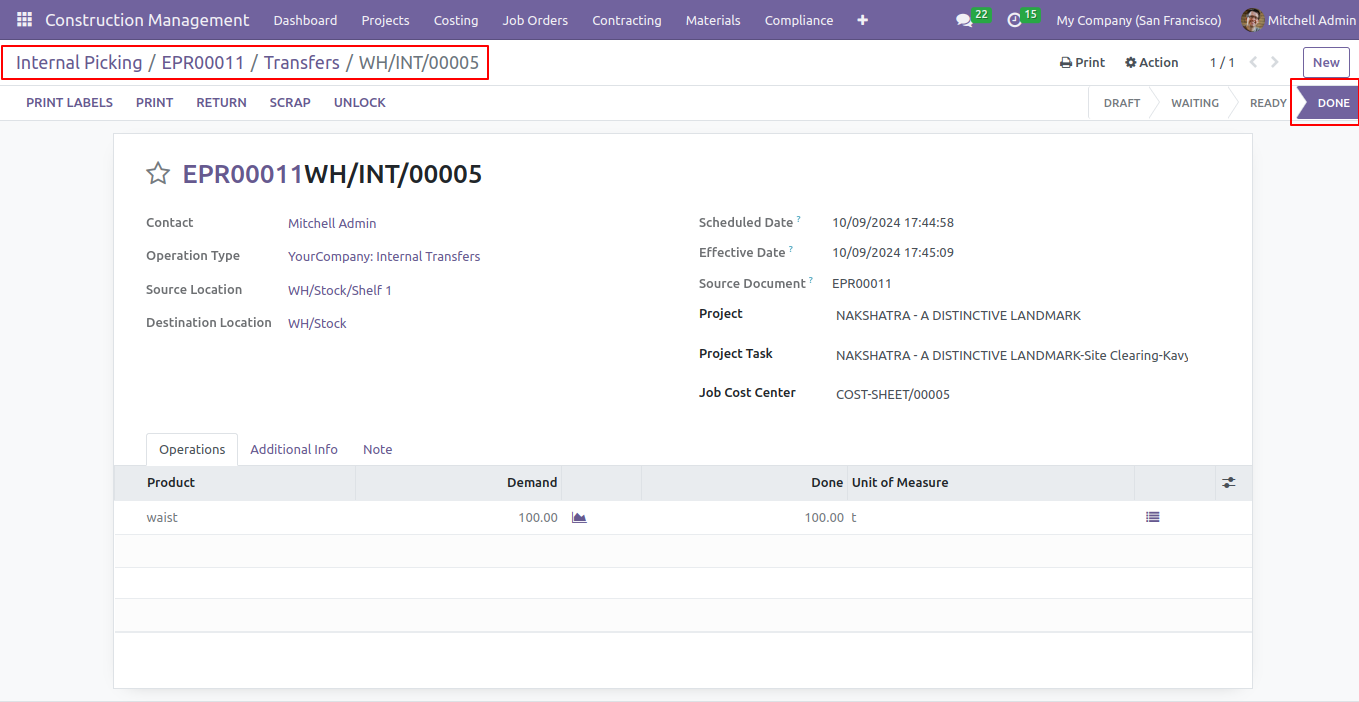 Construction Management Dashboard Projects Costing Job Orders Contracting Materials Compliance + 22 15 My Company (San Francisco) Mitchell Admin
Internal Picking / EPR00011 / Transfers / WH/INT/00005 Print Action 1 / 1 New
PRINT LABELS PRINT RETURN SCRAP UNLOCK DRAFT WAITING READY DONE
EPR00011WH/INT/00005
Contact Mitchell Admin
Operation Type YourCompany: Internal Transfers
Source Location WH/Stock/Shelf 1
Destination Location WH/Stock
Scheduled Date ? 10/09/2024 17:44:58
Effective Date ? 10/09/2024 17:45:09
Source Document ? EPR00011
Project NAKSHATRA - A DISTINCTIVE LANDMARK
Project Task NAKSHATRA - A DISTINCTIVE LANDMARK-Site Clearing-Kavy
Job Cost Center COST-SHEET/00005
Operations Additional Info Note
Product Demand Done Unit of Measure
waist 100.00 100.00 t